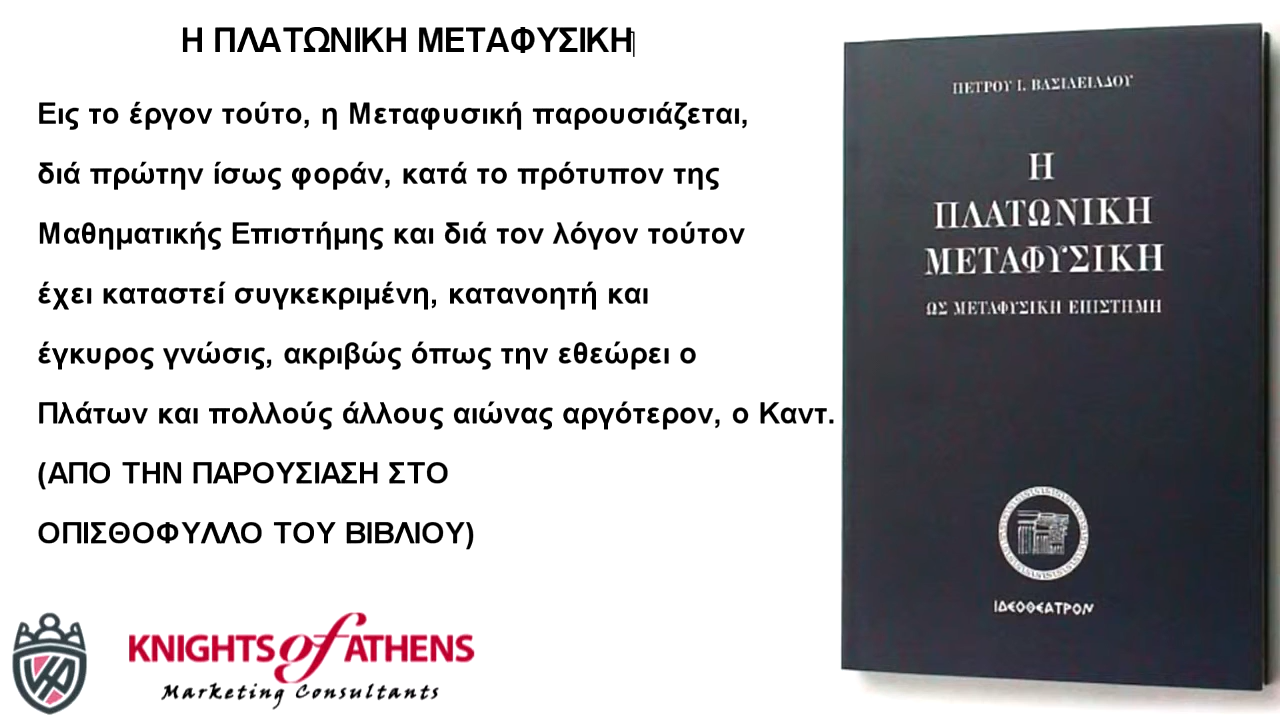 Η ΠΛΑΤΩΝΙΚΗ ΜΕΤΑΦΥΣΙΚΗ
Εις το έργον τούτο, η Μεταφυσική παρουσιάζεται,
διά πρώτην ίσως φοράν, κατά το πρότυπον της
Μαθηματικής Επιστήμης και διά τον λόγον τούτον
έχει καταστεί συγκεκριμένη, κατανοητή και
έγκυρος γνώσις, ακριβώς όπως την εθεώρει ο
Πλάτων και πολλούς άλλους αιώνας αργότερον, ο Καντ.
(ΑΠΟ ΤΗΝ ΠΑΡΟΥΣΙΑΣΗ ΣΤΟ
ΟΠΙΣΘΟΦΥΛΛΟ ΤΟΥ ΒΙΒΛΙΟΥ)
KNIGHTS of ATHENS
Marketing Consultants
ΠΕΤΡΟΥ Ι. ΒΑΣΙΛΕΙΑΔΟΥ
Η
ΠΛΑΤΩΝΙΚΗ
ΜΕΤΑΦΥΣΙΚΗ
ΩΣ ΜΕΤΑΦΥΣΙΚΗ ΕΠΙΣΤΗΜΗ
ΙΔΕΟΘΕΑΤΡΟΝ